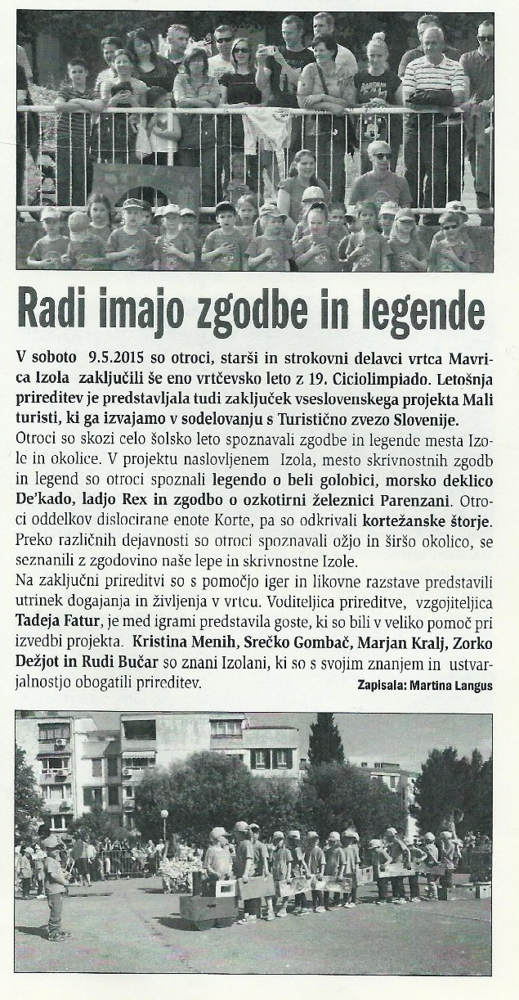 Radi imajo zgodbe in legende
V soboto 9.5.2015 so otroci, starši in strokovni delavci vrtca Mavri-
ca Izola zaključili še eno vrtčevsko leto z 19. Ciciolimpiado. Letošnja
prireditev je predstavljala tudi zaključek vseslovenskega projekta Mali
turisti, ki ga izvajamo v sodelovanju s Turistično zvezo Slovenije.
Otroci so skozi celo šolsko leto spoznavali zgodbe in legende mesta Izo-
le in okolice. V projektu naslovljenem Izola, mesto skrivnostnih zgodb
in legend so otroci spoznali legendo o beli golobici, morsko deklico
De'kado, ladjo Rex in zgodbo o ozkotirni železnici Parenzani. Otro-
ci oddelkov dislocirane enote Korte, pa so odkrivali kortežanske štorje.
Preko različnih dejavnosti so otroci spoznavali ožjo in širšo okolico, se
seznanili z zgodovino naše lepe in skrivnostne Izole.
Na zaključni prireditvi so s pomočjo iger in likovne razstave predstavili
utrinek dogajanja in življenja v vrtcu. Voditeljica prireditve, vzgojiteljica
Tadeja Fatur, je med igrami predstavila goste, ki so bili v veliko pomoč pri
izvedbi projekta. Kristina Menih, Srečko Gombač, Marjan Kralj, Zorko
Dežjot in Rudi Bučar so znani Izolani, ki so s svojim znanjem in ustvar-
jalnostjo obogatili prireditev. Zapisala: Martina Langus